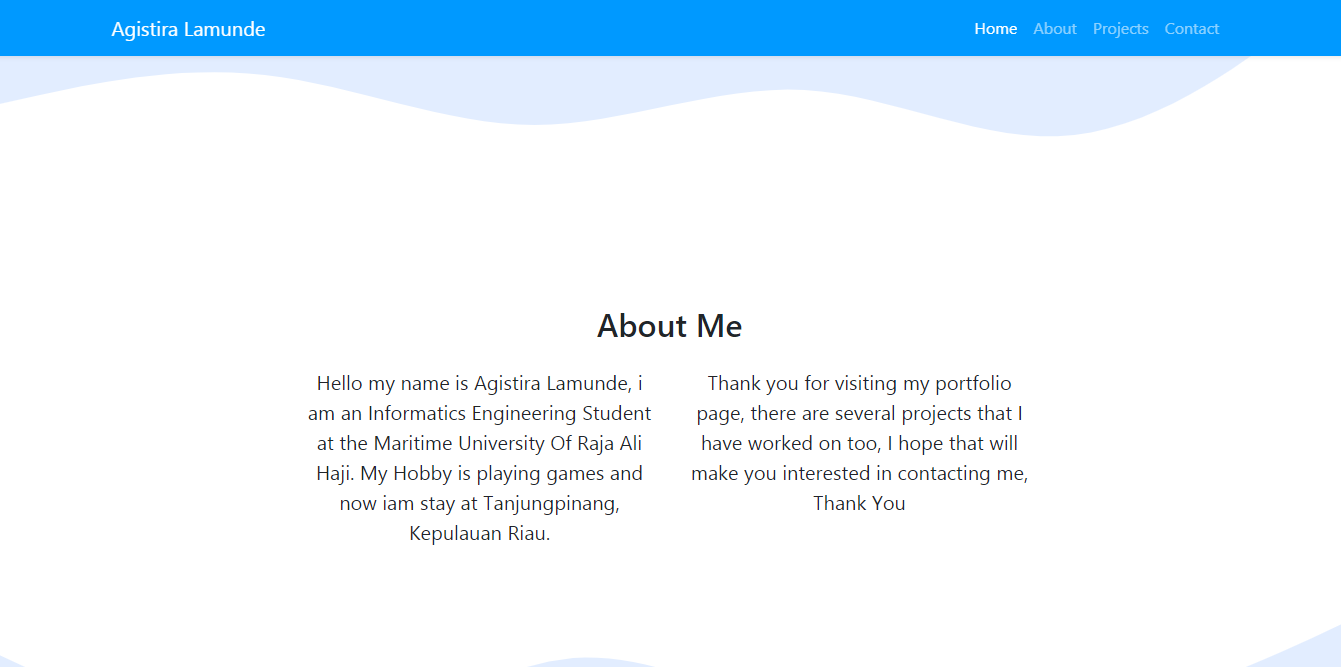 Agistira Lamunde
Home About Projects Contact
About Me
Hello my name is Agistira Lamunde, i
am an Informatics Engineering Student
at the Maritime University Of Raja Ali
Haji. My Hobby is playing games and
now iam stay at Tanjungpinang,
Kepulauan Riau.
Thank you for visiting my portfolio
page, there are several projects that I
have worked on too, I hope that will
make you interested in contacting me,
Thank You